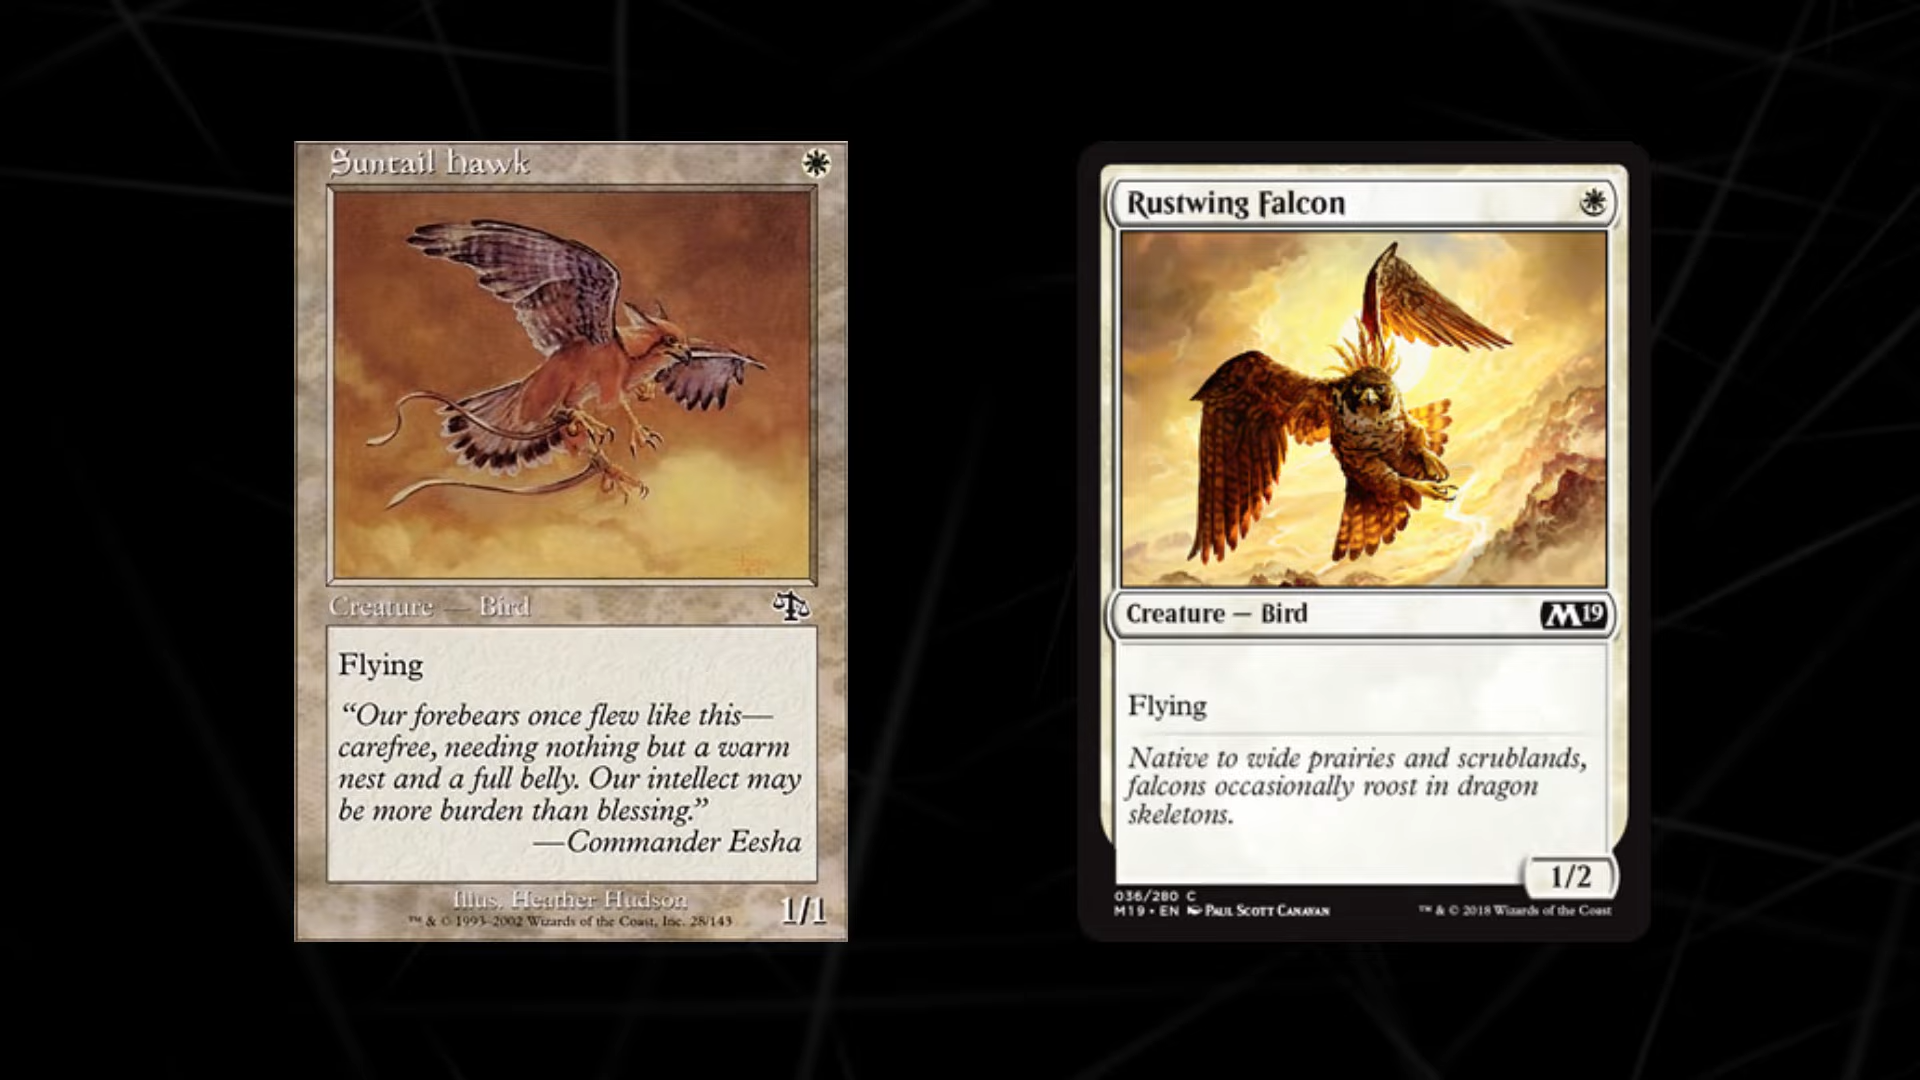 Suntail Hawk
Creature — Bird
Flying
“Our forebears once flew like this—
carefree, needing nothing but a warm
nest and a full belly. Our intellect may
be more burden than blessing.”
—Commander Eesha
Illus. Heather Hudson
™ & © 1993–2002 Wizards of the Coast, Inc. 28/143
1/1
Rustwing Falcon
Creature — Bird
M19
Flying
Native to wide prairies and scrublands,
falcons occasionally roost in dragon
skeletons.
1/2
036/280 C
M19 • EN Paul Scott Canavan
™ & © 2018 Wizards of the Coast